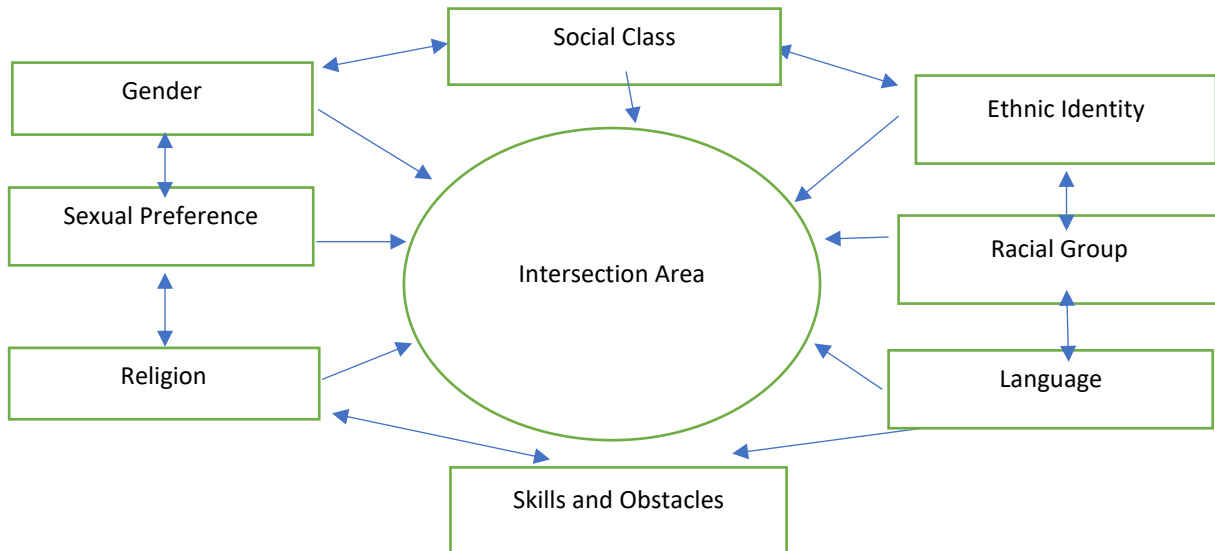 Social Class
Gender
Ethnic Identity
Sexual Preference
Racial Group
Intersection Area
Religion
Language
Skills and Obstacles